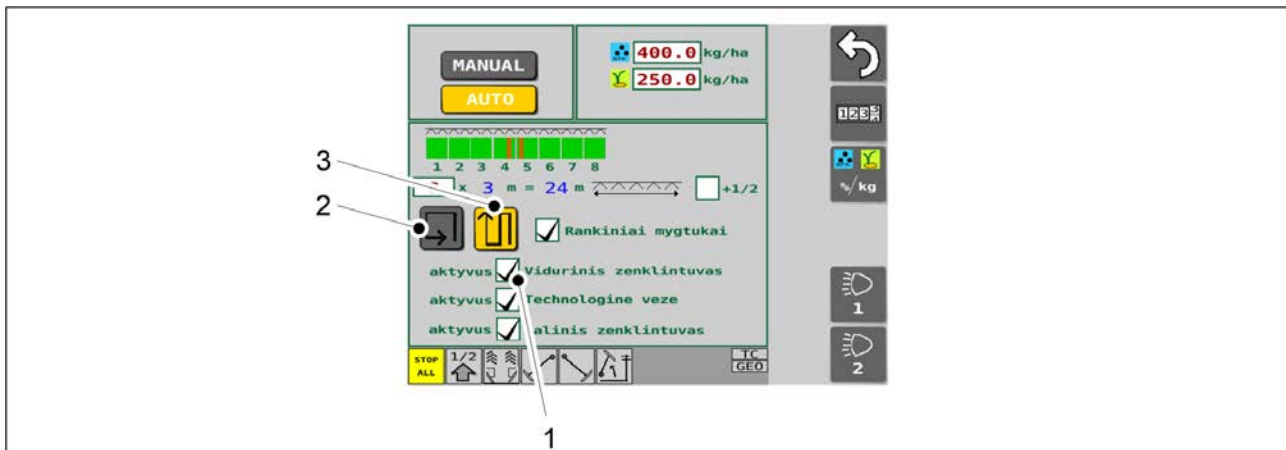 MANUAL
AUTO
400.0 kg/ha
250.0 kg/ha
1 2 3 4 5 6 7 8
x 3 m = 24 m
+1/2
3
2
Rankiniai mygtukai
aktyvus Vidurinis zenklintuvas
aktyvus Technologine veze
aktyvus zenklintuvas
STOP ALL
1/2
TC
GEO
%/kg
1
2
1